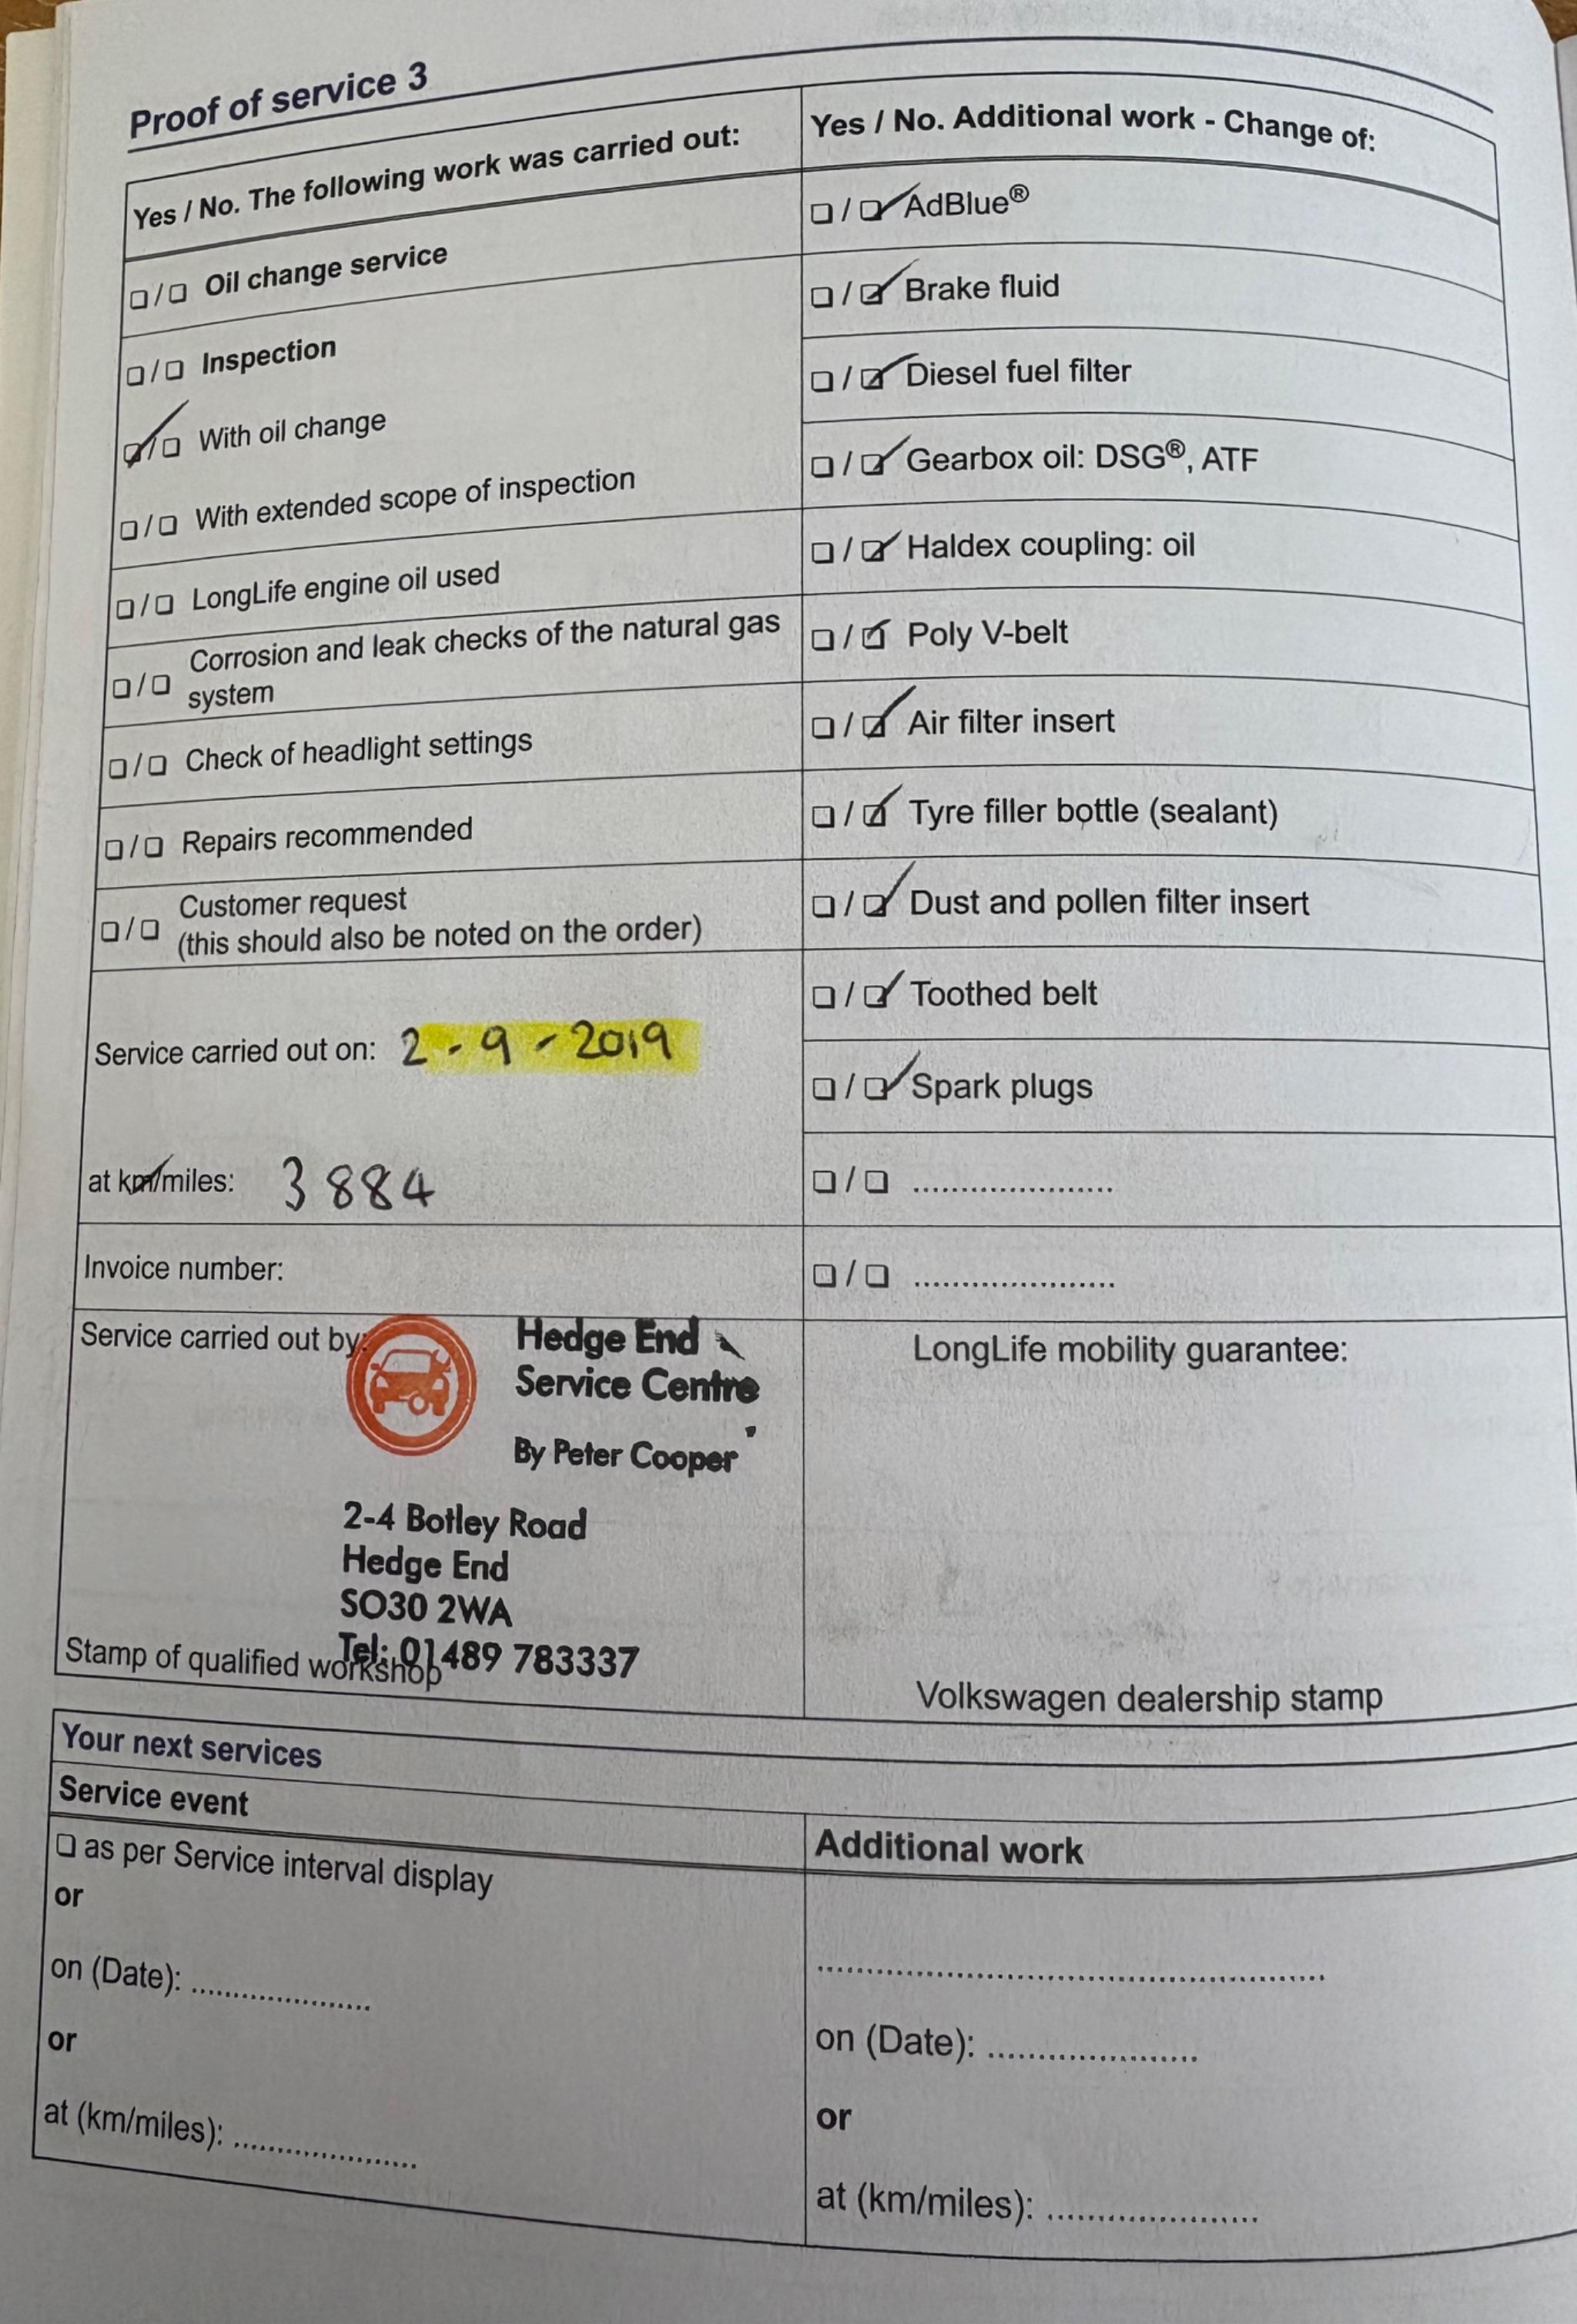 Proof of service 3
Yes / No. The following work was carried out:
☐/☐ Oil change service
☐/☐ Inspection
☑/☐ With oil change
☐/☐ With extended scope of inspection
☐/☐ LongLife engine oil used
☐/☐ Corrosion and leak checks of the natural gas
system
☐/☐ Check of headlight settings
☐/☐ Repairs recommended
☐/☐ Customer request
(this should also be noted on the order)
Service carried out on: 2-9-2019
at km/miles: 3884
Invoice number:
Service carried out by:
Hedge End
Service Centre
By Peter Cooper
2-4 Botley Road
Hedge End
SO30 2WA
Tel: 01489 783337
Stamp of qualified workshop
Yes / No. Additional work - Change of:
☐/☑ AdBlue®
☐/☑ Brake fluid
☐/☑ Diesel fuel filter
☐/☑ Gearbox oil: DSG®, ATF
☐/☑ Haldex coupling: oil
☐/☑ Poly V-belt
☐/☑ Air filter insert
☐/☑ Tyre filler bottle (sealant)
☐/☑ Dust and pollen filter insert
☐/☑ Toothed belt
☐/☑ Spark plugs
☐/☐ .....................
☐/☐ .....................
LongLife mobility guarantee:
Volkswagen dealership stamp
Your next services
Service event
☐ as per Service interval display
or
on (Date): .....................
or
at (km/miles): .....................
Additional work
............................................................
on (Date): .....................
or
at (km/miles): .....................